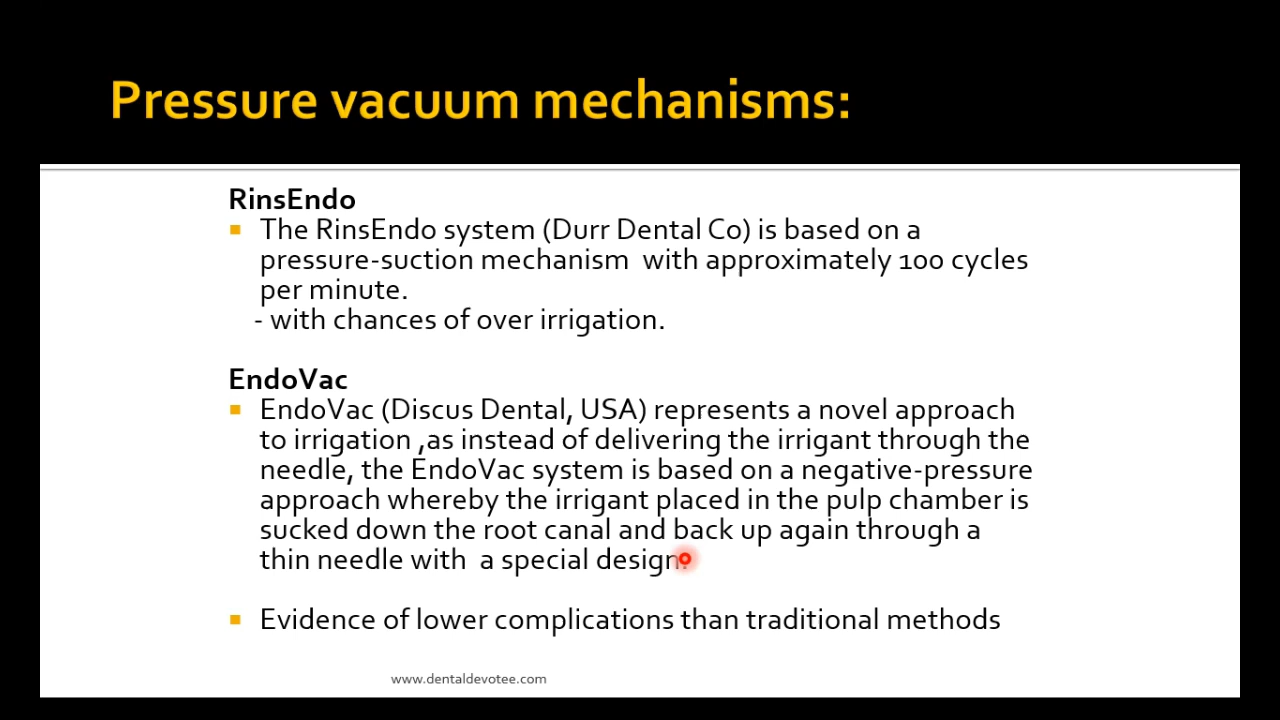 Pressure vacuum mechanisms:
RinsEndo
▪ The RinsEndo system (Durr Dental Co) is based on a
pressure-suction mechanism  with approximately 100 cycles
per minute.
- with chances of over irrigation.
EndoVac
▪ EndoVac (Discus Dental, USA) represents a novel approach
to irrigation ,as instead of delivering the irrigant through the
needle, the EndoVac system is based on a negative-pressure
approach whereby the irrigant placed in the pulp chamber is
sucked down the root canal and back up again through a
thin needle with  a special design.
▪ Evidence of lower complications than traditional methods
www.dentaldevotee.com